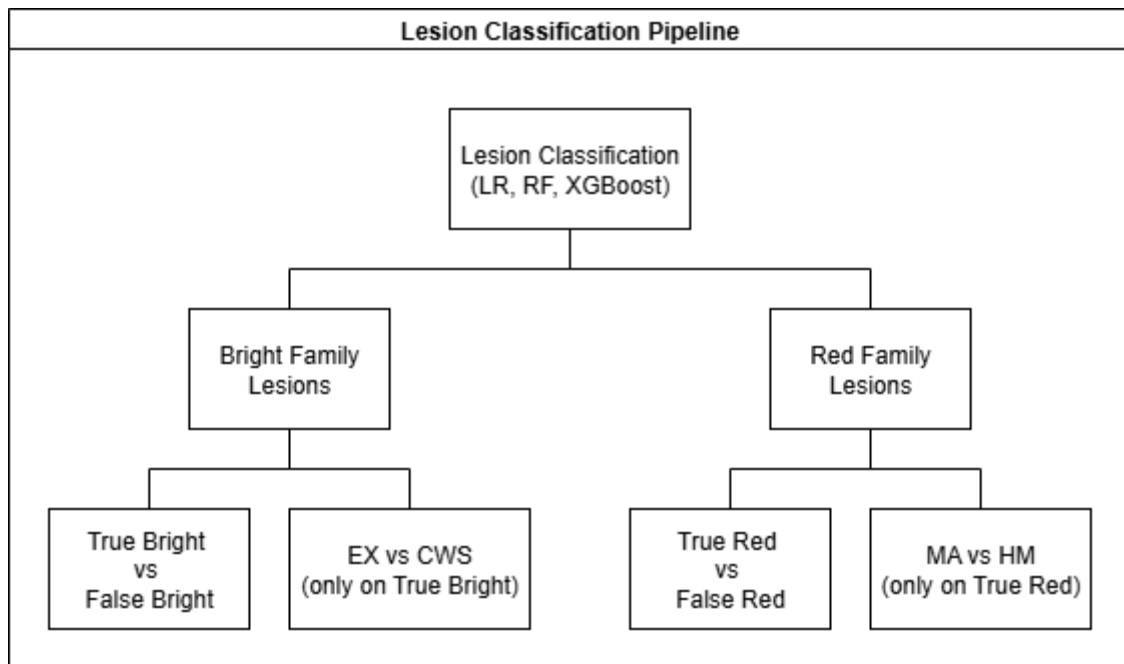 Lesion Classification Pipeline
Lesion Classification
(LR, RF, XGBoost)
Bright Family
Lesions
Red Family
Lesions
True Bright
vs
False Bright
EX vs CWS
(only on True Bright)
True Red
vs
False Red
MA vs HM
(only on True Red)